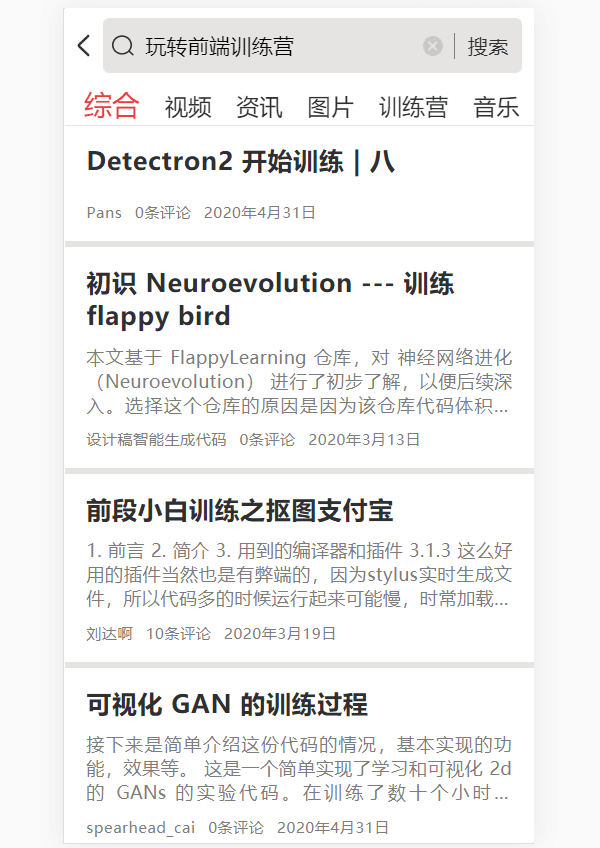 玩转前端训练营 搜索
综合 视频 资讯 图片 训练营 音乐
Detectron2 开始训练 | 八
Pans 0条评论 2020年4月31日
初识 Neuroevolution --- 训练
flappy bird
本文基于 FlappyLearning 仓库，对 神经网络进化
（Neuroevolution） 进行了初步了解，以便后续深
入。选择这个仓库的原因是因为该仓库代码体积...
设计稿智能生成代码 0条评论 2020年3月13日
前段小白训练之抠图支付宝
1. 前言 2. 简介 3. 用到的编译器和插件 3.1.3 这么好
用的插件当然也是有弊端的，因为stylus实时生成文
件，所以代码多的时候运行起来可能慢，时常加载...
刘达啊 10条评论 2020年3月19日
可视化 GAN 的训练过程
接下来是简单介绍这份代码的情况，基本实现的功
能，效果等。 这是一个简单实现了学习和可视化 2d
的 GANs 的实验代码。在训练了数十个小时...
spearhead_cai 0条评论 2020年4月31日